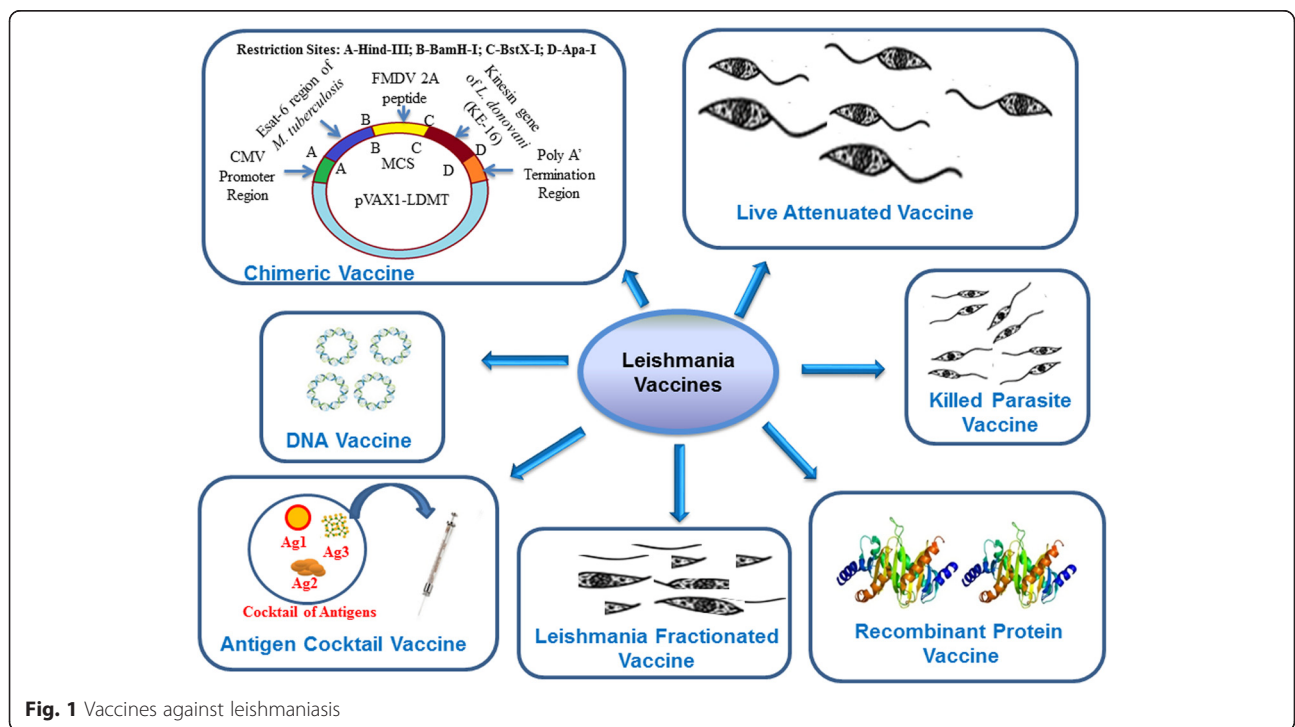 Restriction Sites: A-Hind-III; B-BamH-I; C-BstX-I; D-Apa-I
Esat-6 region of
M. tuberculosis
FMDV 2A
peptide
Kinesin gene
of L. donovani
(KE-16)
CMV
Promoter
Region
A
A
B
B
C
C
D
D
MCS
pVAX1-LDMT
Poly A’
Termination
Region
Chimeric Vaccine
Live Attenuated Vaccine
Leishmania
Vaccines
DNA Vaccine
Killed Parasite
Vaccine
Ag1
Ag3
Ag2
Cocktail of Antigens
Antigen Cocktail Vaccine
Leishmania Fractionated
Vaccine
Recombinant Protein
Vaccine
Fig. 1 Vaccines against leishmaniasis